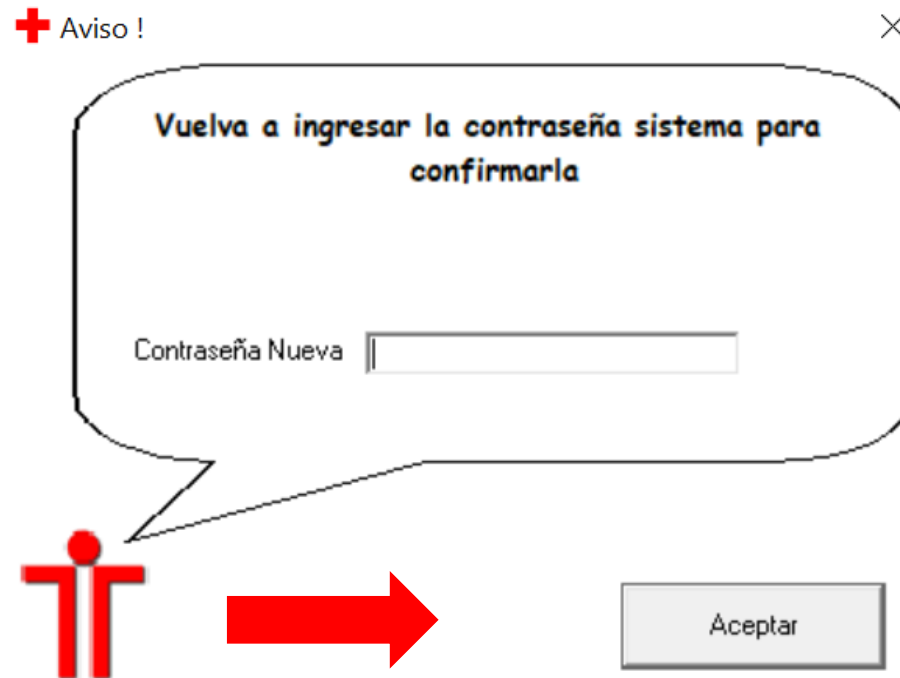 Aviso !
Vuelva a ingresar la contraseña sistema para
confirmarla
Contraseña Nueva
Aceptar